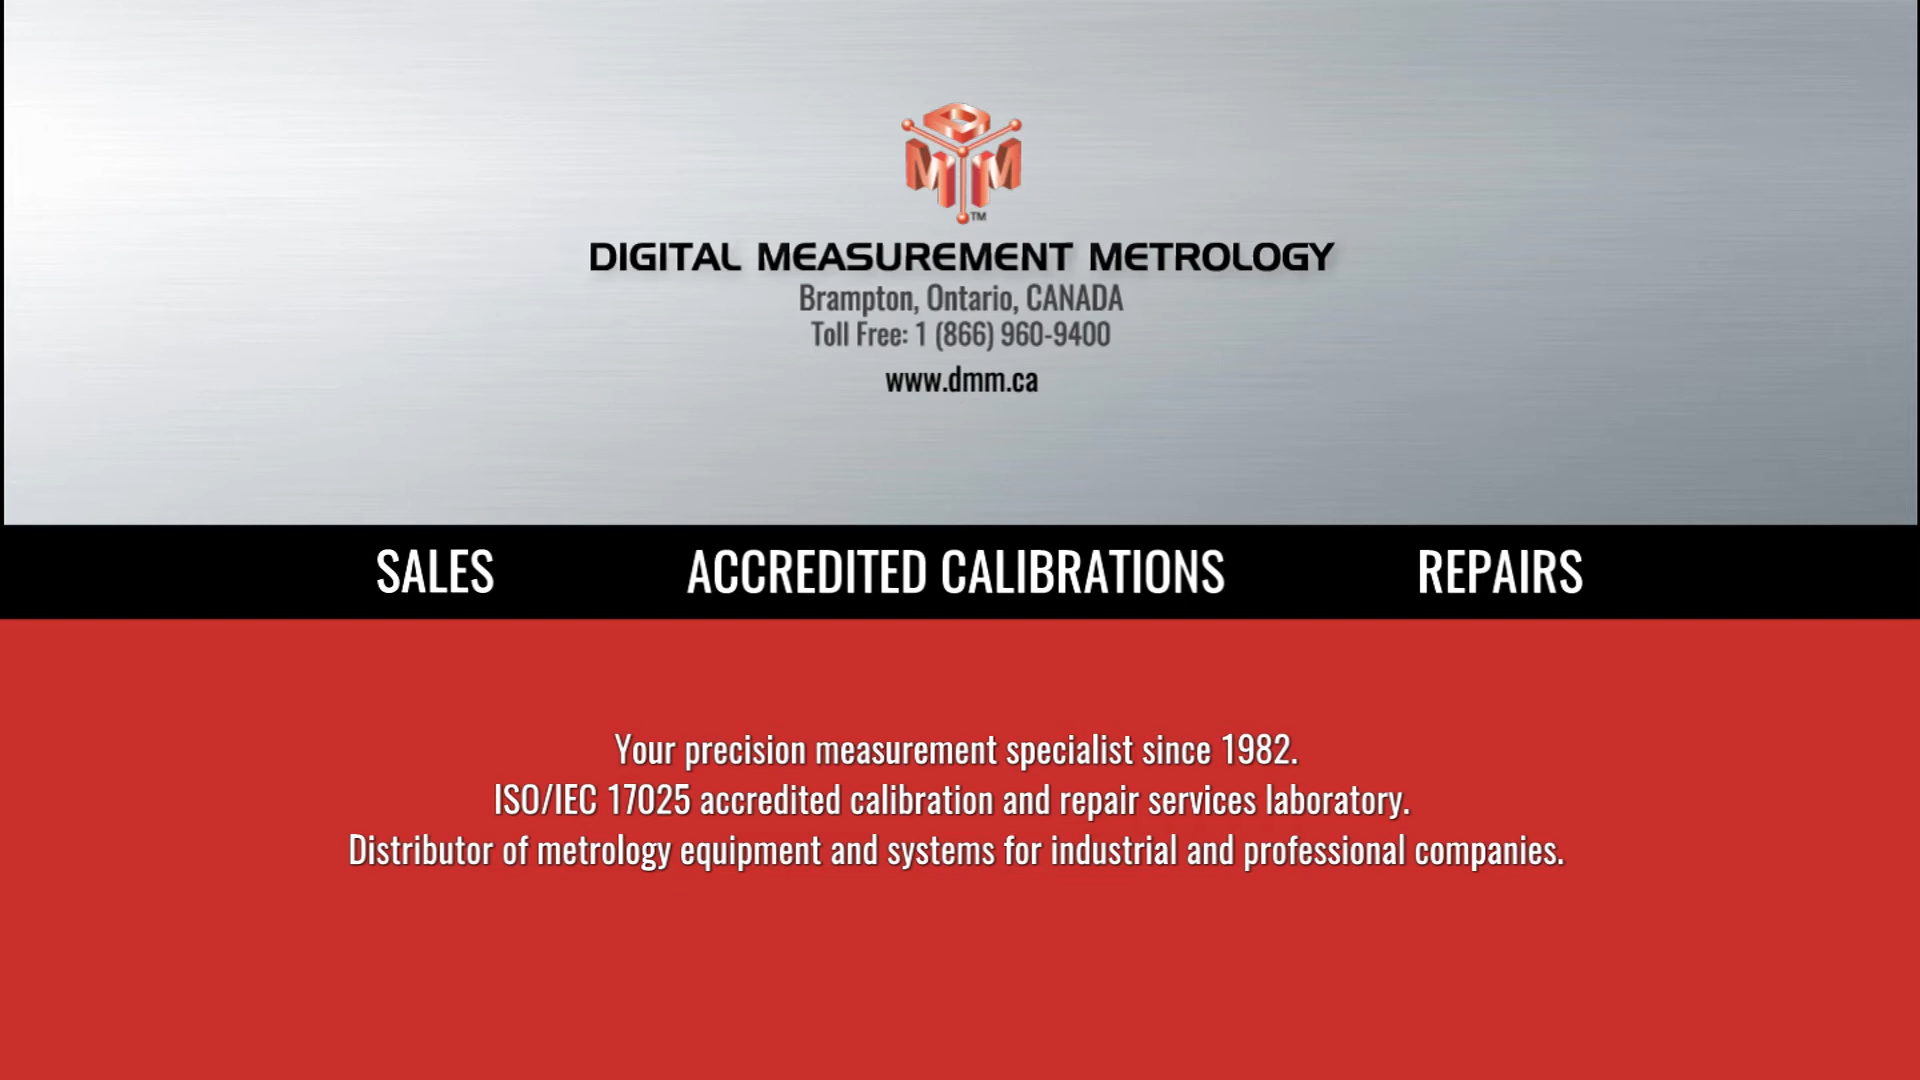 DMM™
DIGITAL MEASUREMENT METROLOGY
Brampton, Ontario, CANADA
Toll Free: 1 (866) 960-9400
www.dmm.ca
SALES ACCREDITED CALIBRATIONS REPAIRS
Your precision measurement specialist since 1982.
ISO/IEC 17025 accredited calibration and repair services laboratory.
Distributor of metrology equipment and systems for industrial and professional companies.